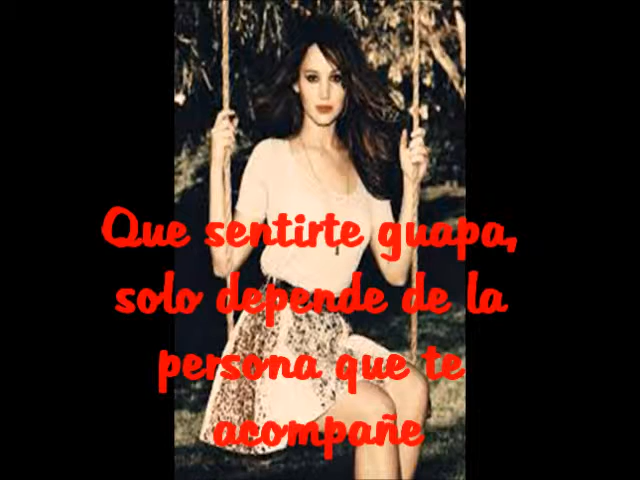 Que sentirte guapa,
solo depende de la
persona que te
acompañe